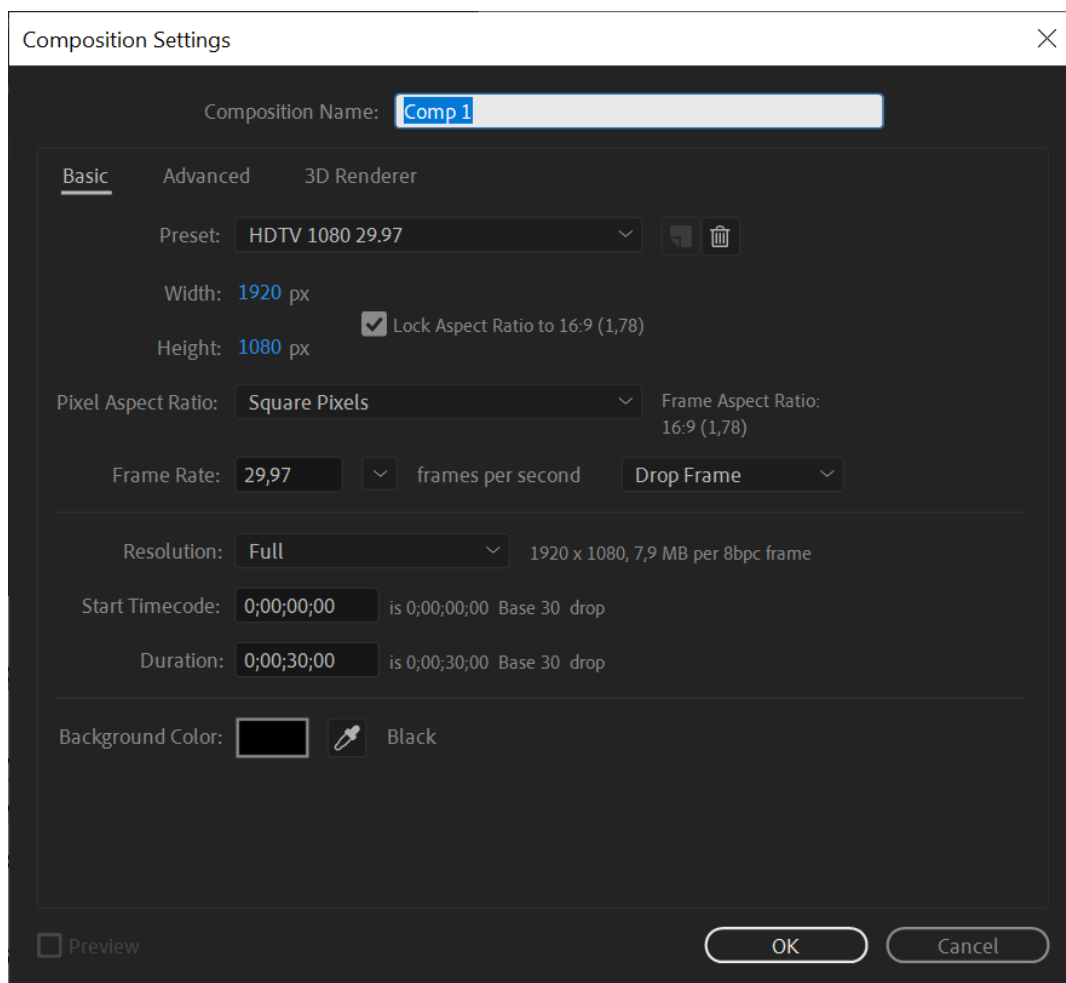 Composition Settings
Composition Name: Comp 1
Basic Advanced 3D Renderer
Preset: HDTV 1080 29.97
Width: 1920 px
Lock Aspect Ratio to 16:9 (1,78)
Height: 1080 px
Pixel Aspect Ratio: Square Pixels
Frame Aspect Ratio:
16:9 (1,78)
Frame Rate: 29,97 frames per second Drop Frame
Resolution: Full 1920 x 1080, 7,9 MB per 8bpc frame
Start Timecode: 0;00;00;00 is 0;00;00;00 Base 30 drop
Duration: 0;00;30;00 is 0;00;30;00 Base 30 drop
Background Color: Black
Preview OK Cancel